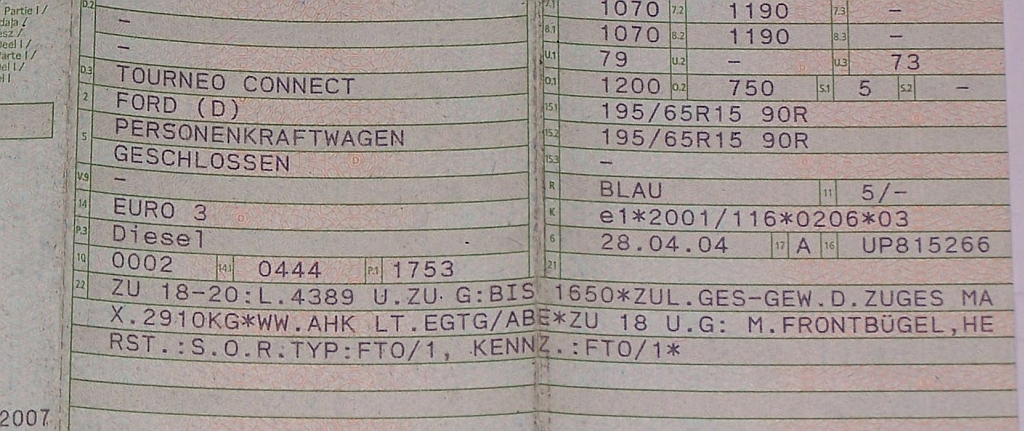 Partie I /
D.2
–
–
D.3 TOURNEO CONNECT
2 FORD (D)
5 PERSONENKRAFTWAGEN
GESCHLOSSEN
V.9 –
14 EURO 3
P.3 Diesel
10 0002 14.1 0444 P.1 1753
7.1 1070 7.2 1190 7.3 –
8.1 1070 8.2 1190 8.3 –
U.1 79 U.2 – U.3 73
O.1 1200 O.2 750 S.1 5 S.2 –
15.1 195/65R15 90R
15.2 195/65R15 90R
15.3 –
R BLAU 11 5/–
K e1*2001/116*0206*03
6 28.04.04 17 A 16 UP815266
21
22 ZU 18-20:L.4389 U.ZU G:BIS 1650*ZUL.GES-GEW.D.ZUGES MA
X.2910KG*WW.AHK LT.EGTG/ABE*ZU 18 U.G: M.FRONTBÜGEL,HE
RST.:S.O.R.TYP:FTO/1, KENNZ.:FTO/1*
2007